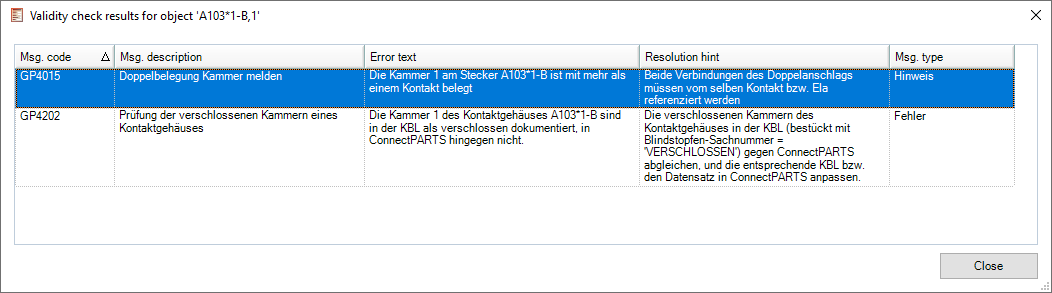 Validity check results for object 'A103*1-B,1'
Msg. code Msg. description Error text Resolution hint Msg. type
GP4015 Doppelbelegung Kammer melden Die Kammer 1 am Stecker A103*1-B ist mit mehr als Beide Verbindungen des Doppelanschlags Hinweis
einem Kontakt belegt müssen vom selben Kontakt bzw. Ela
referenziert werden
GP4202 Prüfung der verschlossenen Kammern eines Die Kammer 1 des Kontaktgehäuses A103*1-B sind Die verschlossenen Kammern des Fehler
Kontaktgehäuses in der KBL als verschlossen dokumentiert, in Kontaktgehäuses in der KBL (bestückt mit
ConnectPARTS hingegen nicht. Blindstopfen-Sachnummer =
'VERSCHLOSSEN') gegen ConnectPARTS
abgleichen, und die entsprechende KBL bzw.
den Datensatz in ConnectPARTS anpassen.
Close